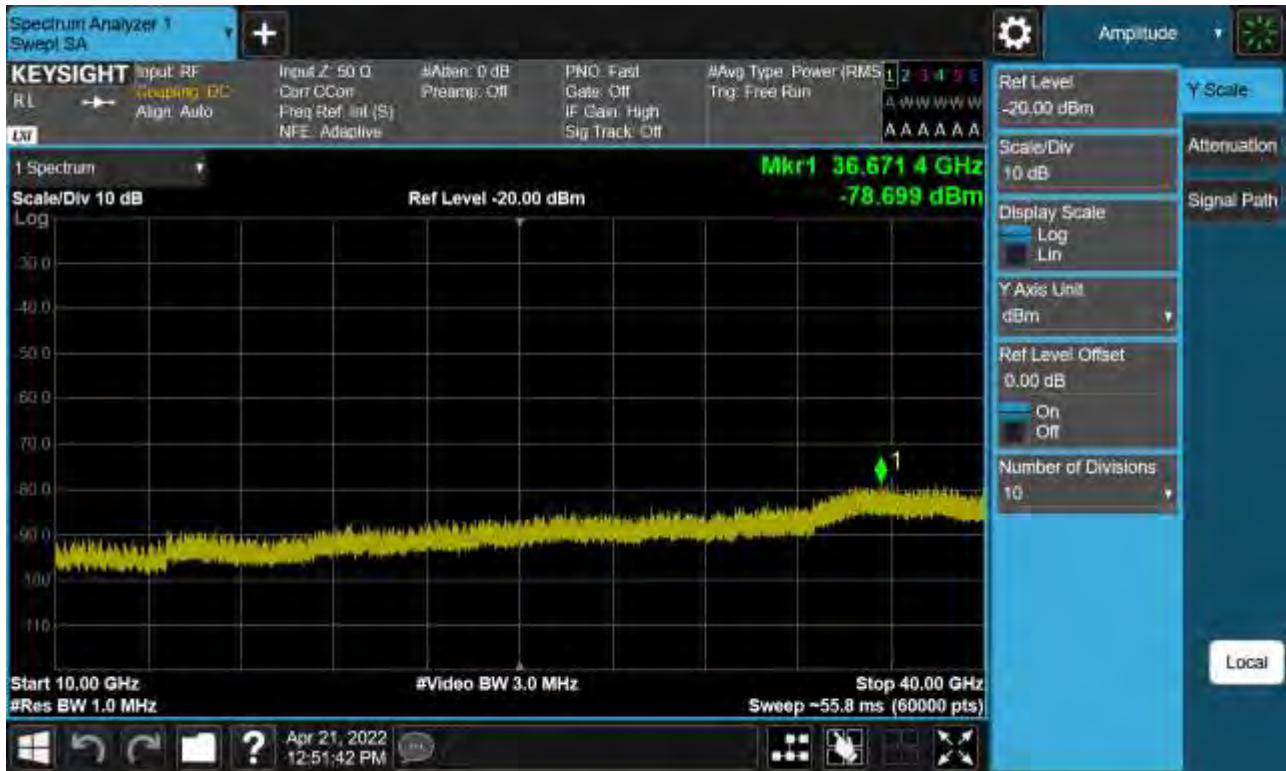 Spectrum Analyzer 1
Swept SA
+
Amplitude
KEYSIGHT
RL
LXI
Input: RF
Coupling: DC
Align: Auto
Input Z: 50 Ω
Corr CCorr
Freq Ref: Int (S)
NFE: Adaptive
#Atten: 0 dB
Preamp: Off
PNO: Fast
Gate: Off
IF Gain: High
Sig Track: Off
#Avg Type: Power (RMS
Trig: Free Run
1 2 3 4 5 6
A W W W W W
A A A A A A
1 Spectrum
Scale/Div 10 dB
Ref Level -20.00 dBm
Mkr1 36.671 4 GHz
-78.699 dBm
Log
-30.0
-40.0
-50.0
-60.0
-70.0
-80.0
-90.0
-100
-110
1
Start 10.00 GHz
#Res BW 1.0 MHz
#Video BW 3.0 MHz
Stop 40.00 GHz
Sweep ~55.8 ms (60000 pts)
Ref Level
-20.00 dBm
Scale/Div
10 dB
Display Scale
Log
Lin
Y Axis Unit
dBm
Ref Level Offset
0.00 dB
On
Off
Number of Divisions
10
Y Scale
Attenuation
Signal Path
Local
?
Apr 21, 2022
12:51:42 PM